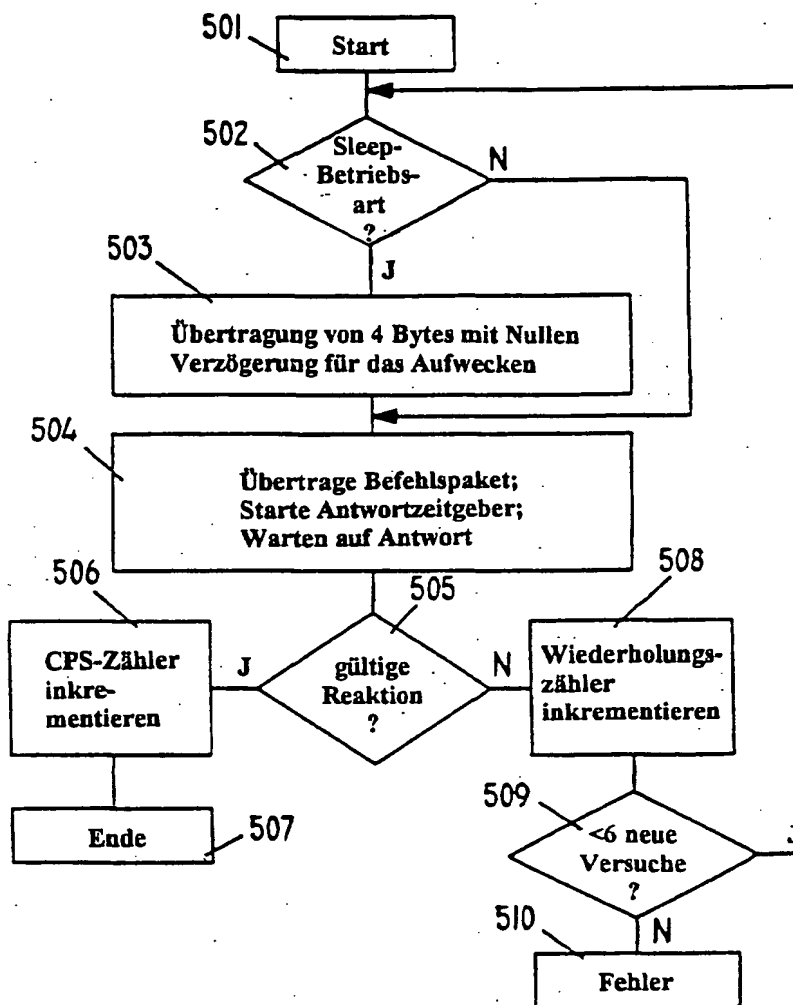 501
Start
502
Sleep-
Betriebs-
art
?
N
J
503
Übertragung von 4 Bytes mit Nullen
Verzögerung für das Aufwecken
504
Übertrage Befehlspaket;
Starte Antwortzeitgeber;
Warten auf Antwort
506
505
508
CPS-Zähler
inkre-
mentieren
J
gültige
Reaktion
?
N
Wiederholungs-
zähler
inkrementieren
Ende
507
509
<6 neue
Versuche
?
J
N
510
Fehler